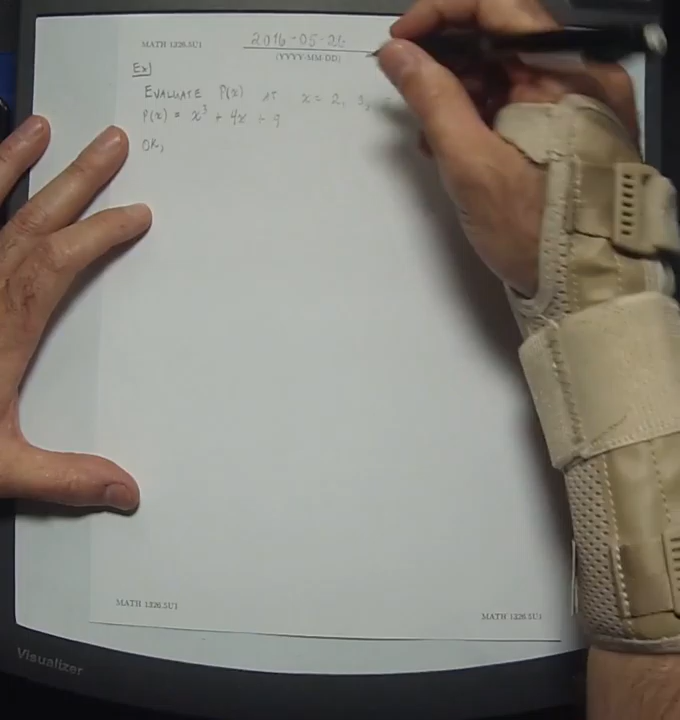 MATH 1326.SU1
2016-05-26
(YYYY-MM-DD)
Ex)
EVALUATE P(x) AT x = 2, 3,
P(x) = x³ + 4x + 9
OK,
MATH 1326.SU1
MATH 1326.SU1
Visualizer